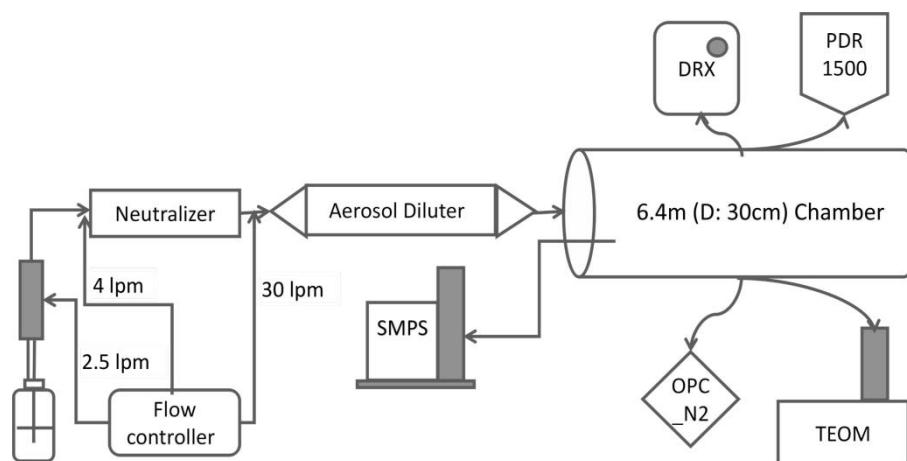 DRX
PDR
1500
Neutralizer
Aerosol Diluter
6.4m (D: 30cm) Chamber
4 lpm
30 lpm
SMPS
2.5 lpm
Flow
controller
OPC
_N2
TEOM